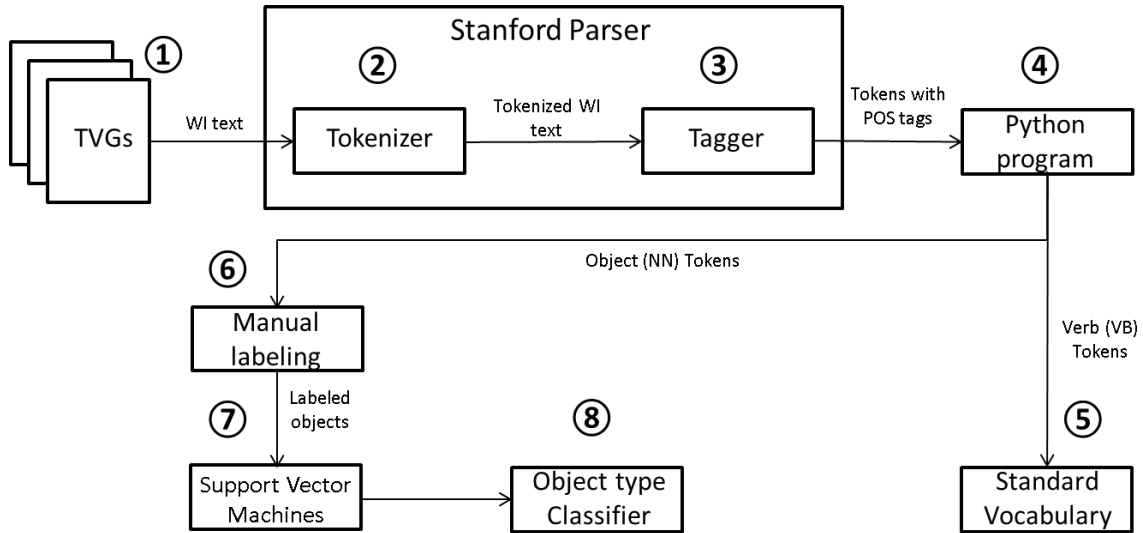 Stanford Parser
①
②
③
④
TVGs
WI text
Tokenizer
Tokenized WI
text
Tagger
Tokens with
POS tags
Python
program
Object (NN) Tokens
Verb (VB)
Tokens
⑥
Manual
labeling
Labeled
objects
⑦
Support Vector
Machines
⑧
Object type
Classifier
⑤
Standard
Vocabulary